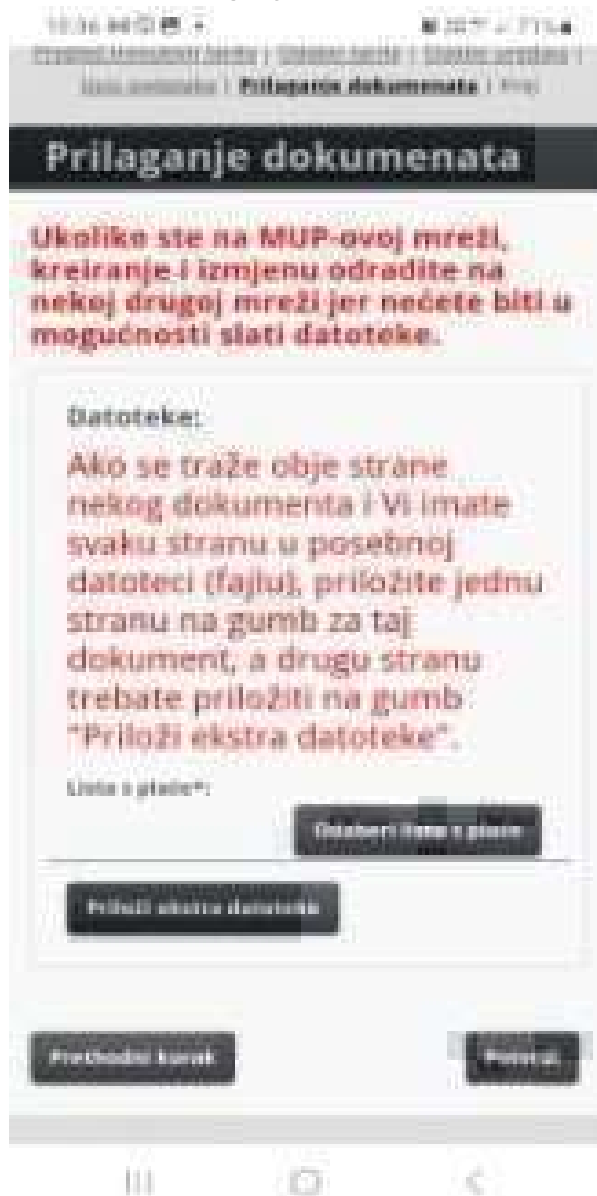 Prilaganje dokumenata
Prilaganje dokumenata
Ukoliko ste na MUP-ovoj mreži,
kreiranje i izmjenu odradite na
nekoj drugoj mreži jer nećete biti u
mogućnosti slati datoteke.
Datoteke:
Ako se traže obje strane
nekog dokumenta i Vi imate
svaku stranu u posebnoj
datoteci (fajlu), priložite jednu
stranu na gumb za taj
dokument, a drugu stranu
trebate priložiti na gumb
"Priloži ekstra datoteke".
Lista s plaće*:
Odaberi listu s plaće
Priloži ekstra datoteke
Prethodni korak